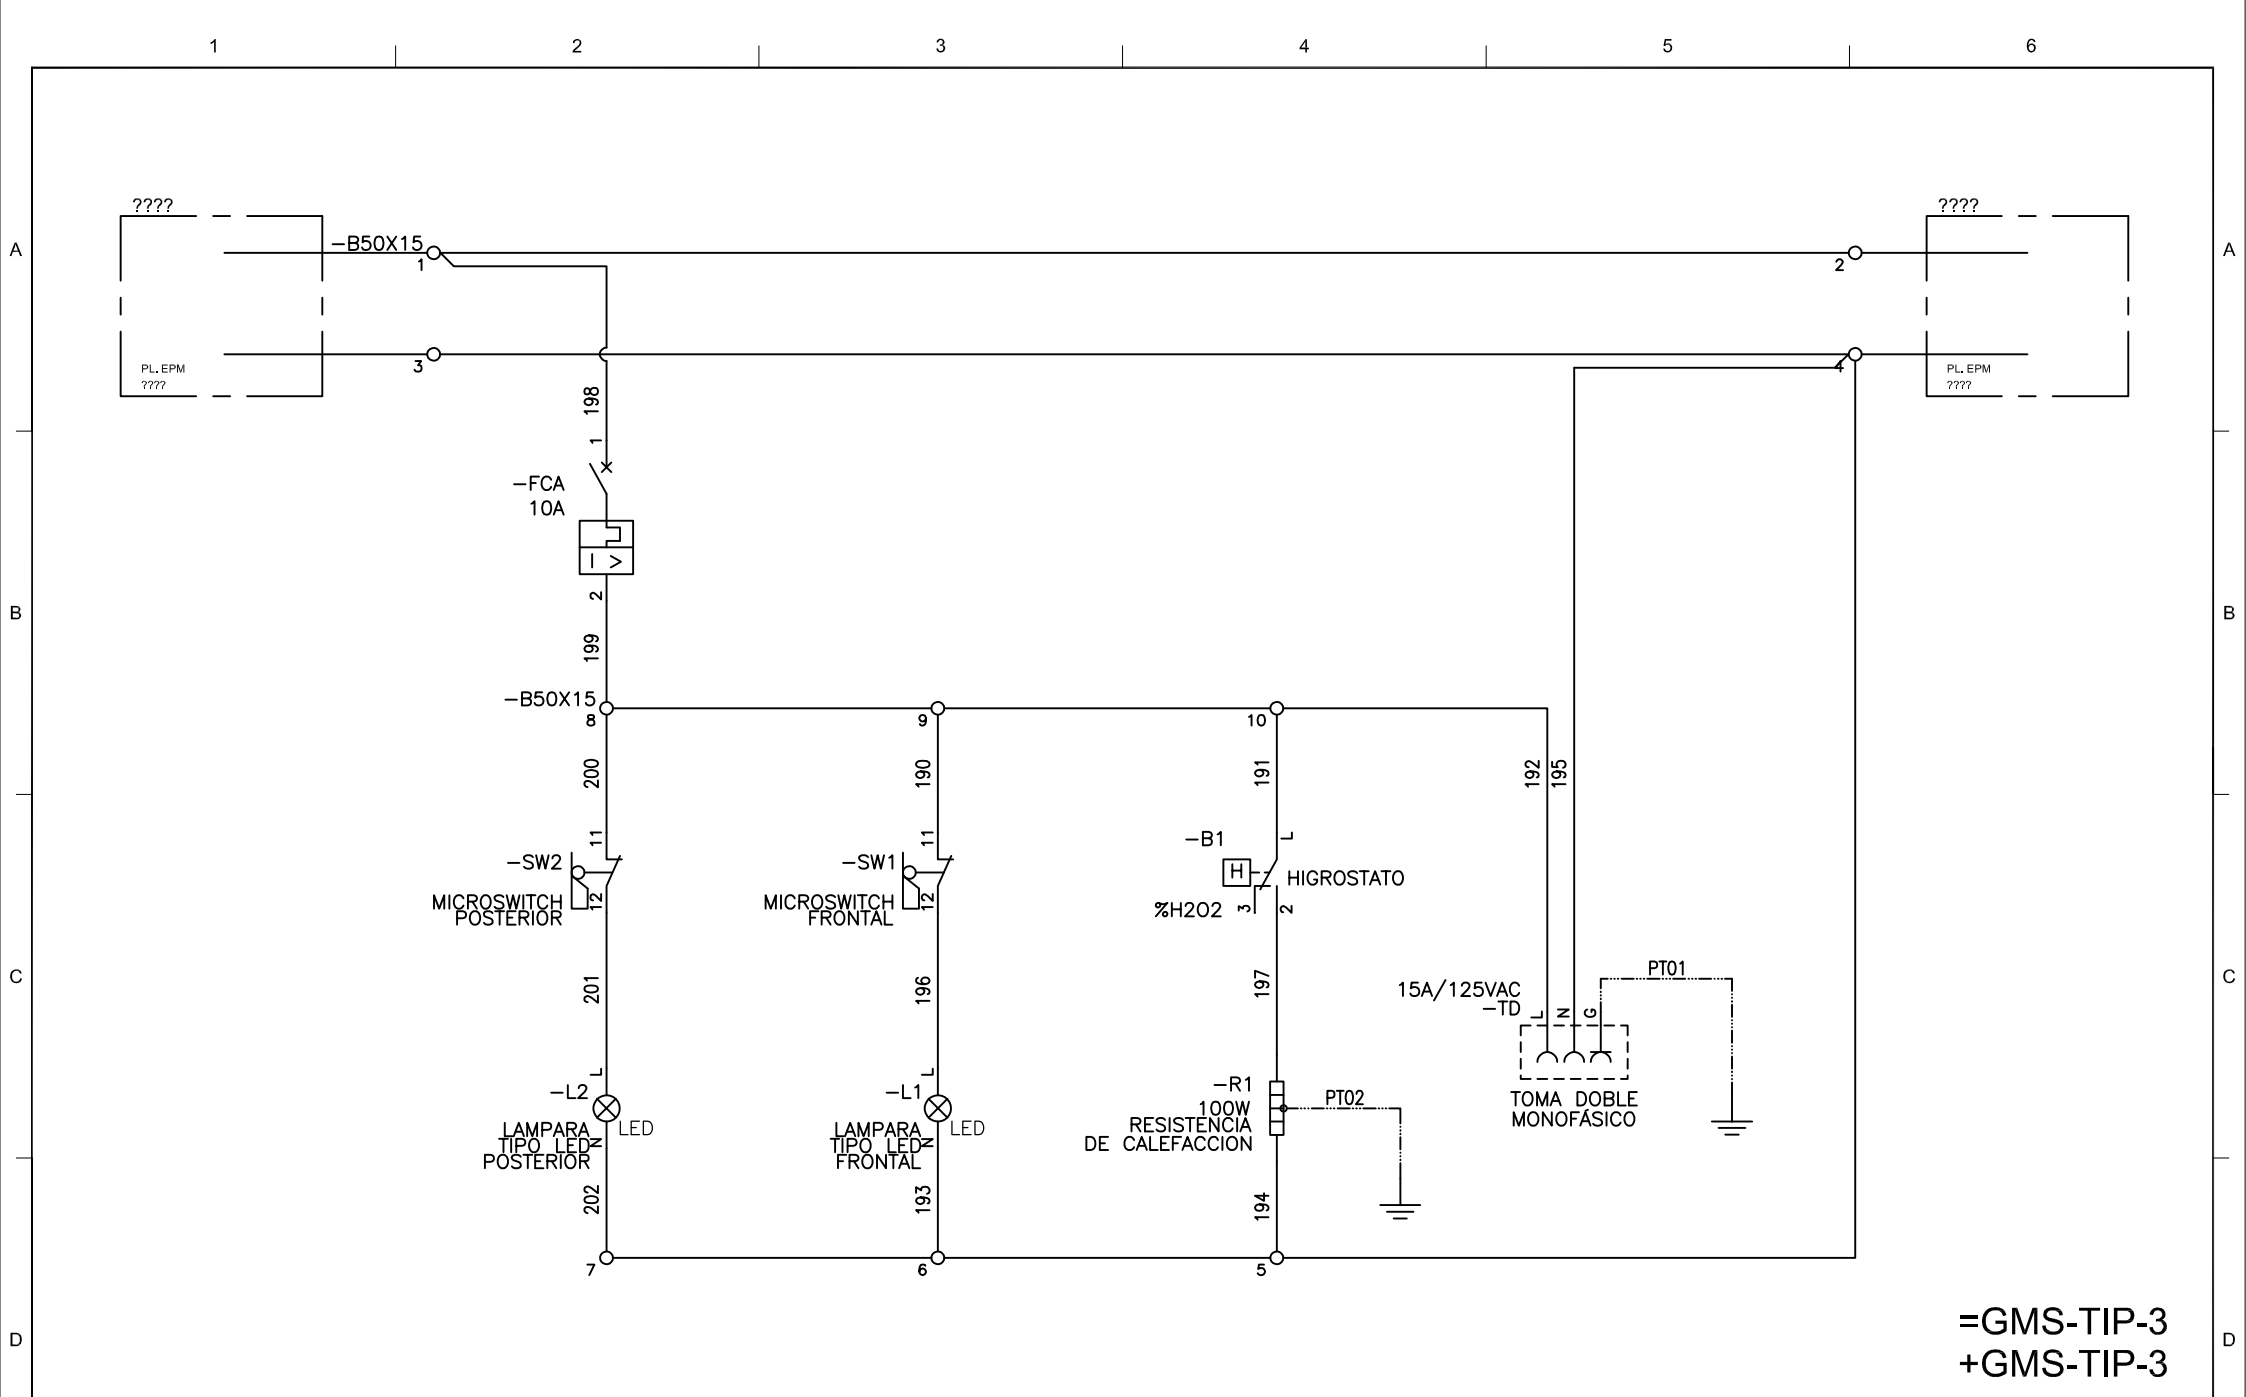 1 2 3 4 5 6
A A
???? ????
-B50X15
1 2
3 4
PL. EPM PL. EPM
???? ????
198
1
-FCA
10A
I >
2
B B
199
-B50X15
8 9 10
200 190 191 192 195
11 11 L
-SW2 -SW1 -B1
H HIGROSTATO
MICROSWITCH MICROSWITCH
POSTERIOR FRONTAL
12 12 %H2O2 3 2
C C
201 196 197 PT01
15A/125VAC
-TD L N G
L L
-L2 -L1 -R1
100W PT02
LED LED
LAMPARA LAMPARA RESISTENCIA
TIPO LED TIPO LED DE CALEFACCION
N N
POSTERIOR FRONTAL
TOMA DOBLE
MONOFÁSICO
202 193 194
7 6 5
=GMS-TIP-3
D D
+GMS-TIP-3